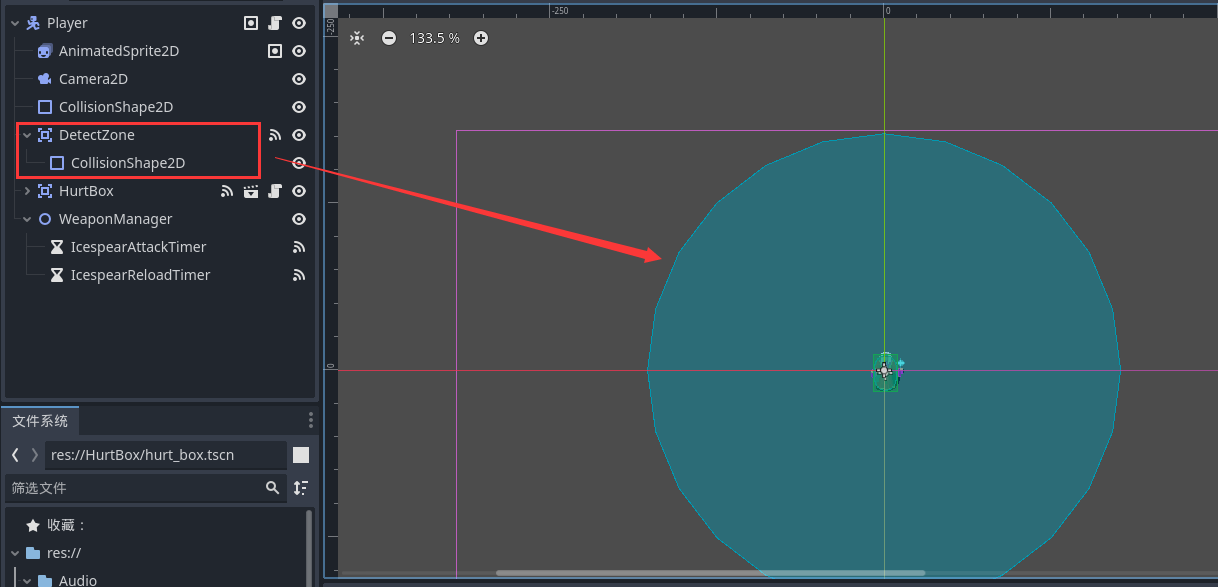 Player
AnimatedSprite2D
Camera2D
CollisionShape2D
DetectZone
CollisionShape2D
HurtBox
WeaponManager
IcespearAttackTimer
IcespearReloadTimer
文件系统
res://HurtBox/hurt_box.tscn
筛选文件
收藏：
res://
Audio
-250
0
-250
133.5 %
0